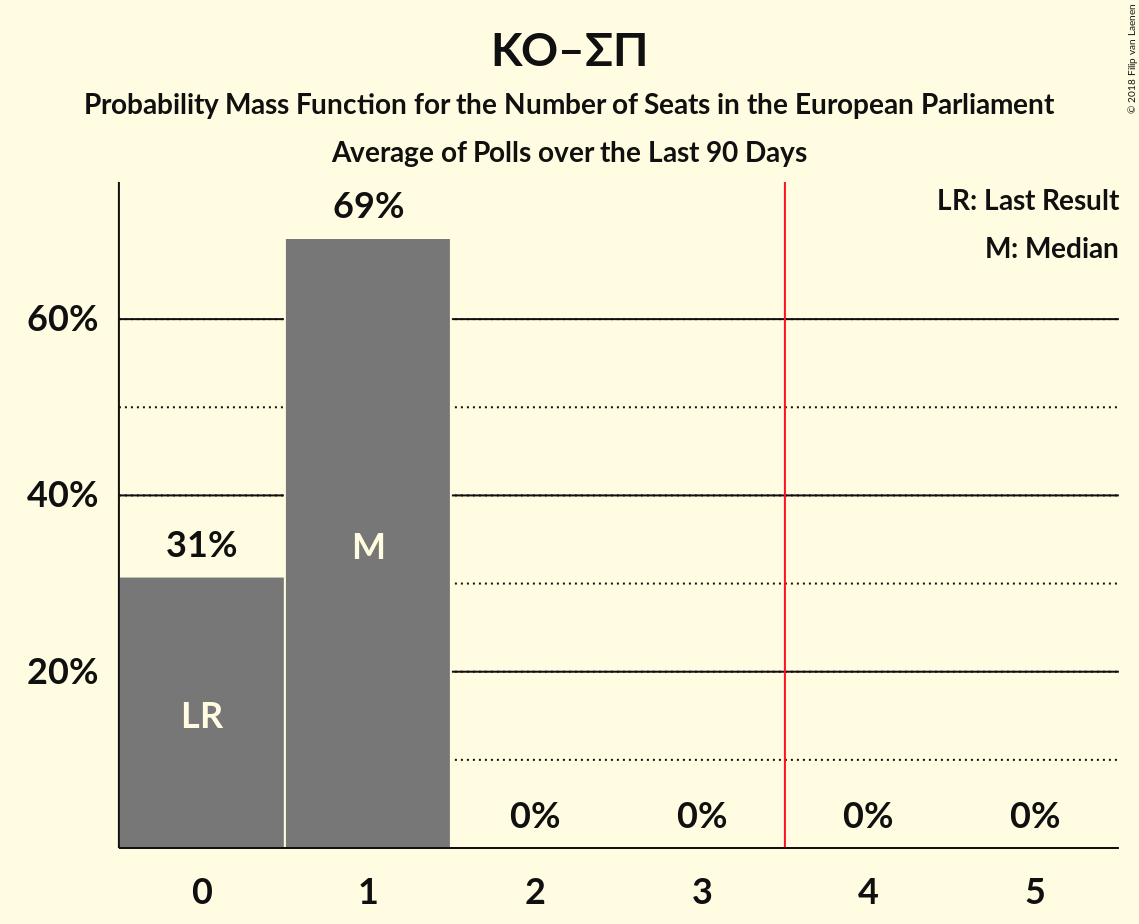 ΚΟ–ΣΠ
Probability Mass Function for the Number of Seats in the European Parliament
Average of Polls over the Last 90 Days
© 2018 Filip van Laenen
LR: Last Result
M: Median
69%
60%
40%
31%
M
20%
LR
0% 0% 0% 0%
0 1 2 3 4 5